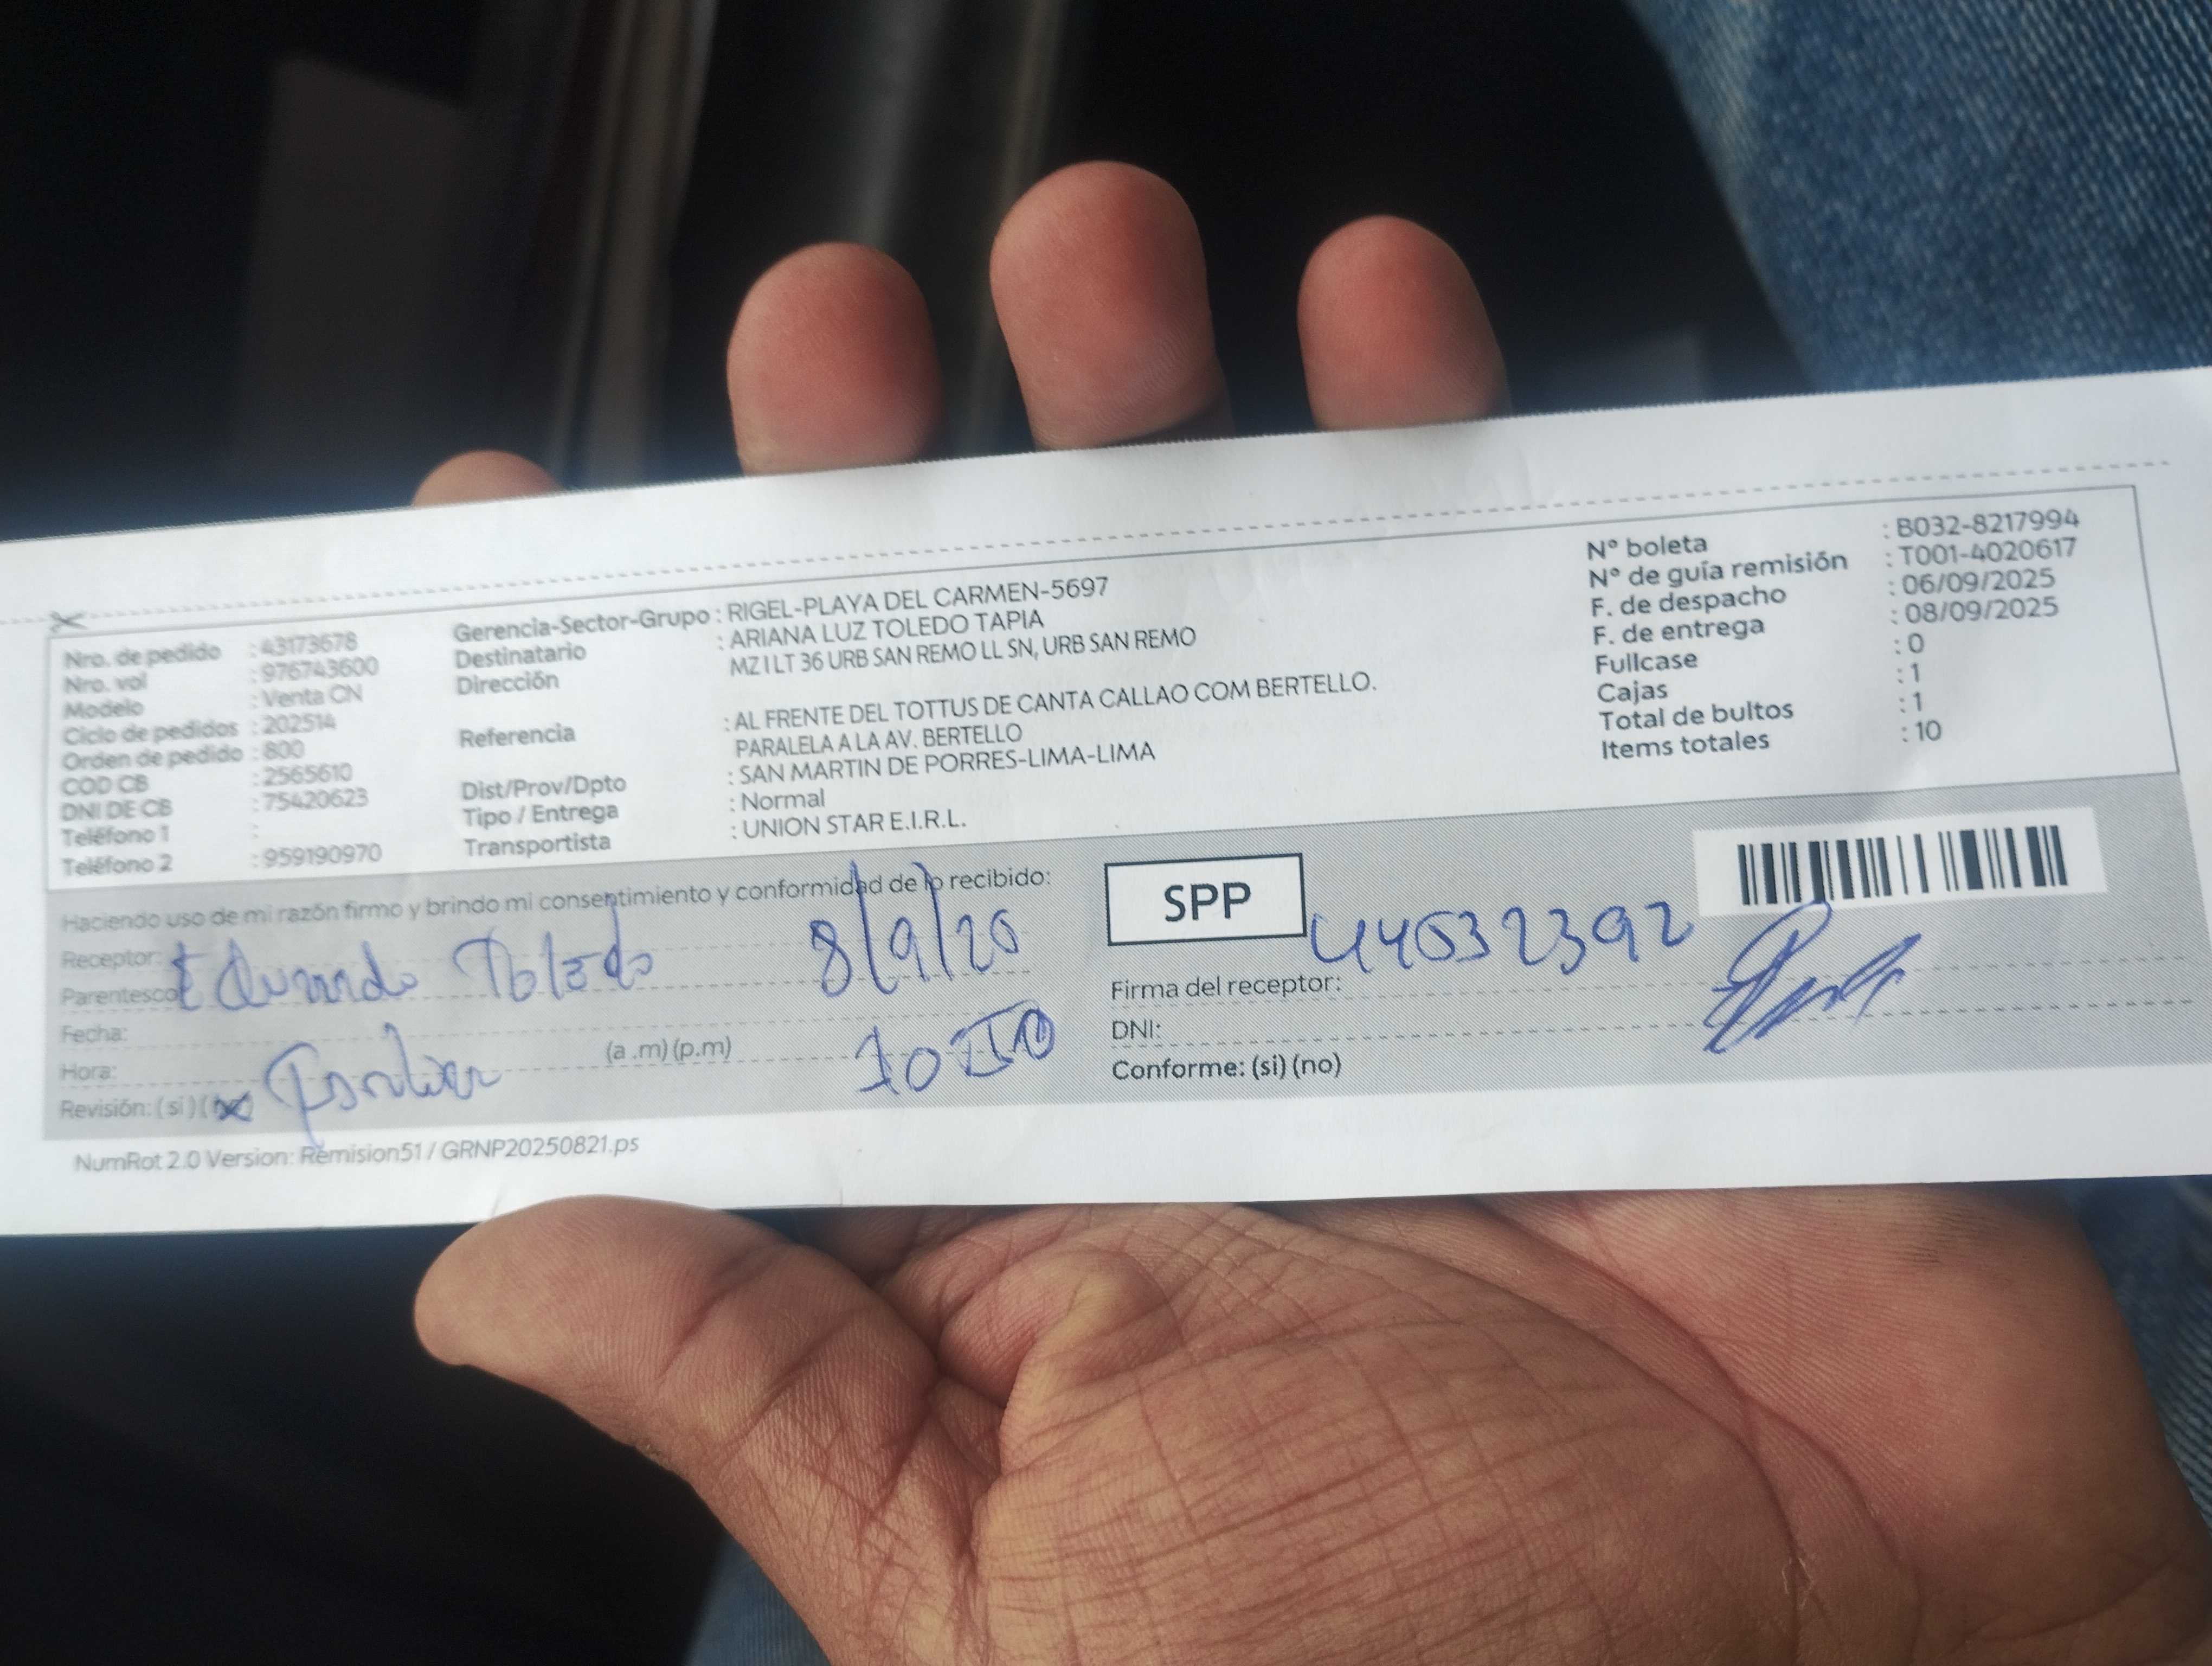 Nro. de pedido : 43173678
Nro. vol : 976743600
Modelo : Venta CN
Ciclo de pedidos : 202514
Orden de pedido : 800
COD CB : 2565610
DNI DE CB : 75420623
Teléfono 1 :
Teléfono 2 : 959190970
Gerencia-Sector-Grupo : RIGEL-PLAYA DEL CARMEN-5697
Destinatario : ARIANA LUZ TOLEDO TAPIA
Dirección MZ I LT 36 URB SAN REMO LL SN, URB SAN REMO
Referencia : AL FRENTE DEL TOTTUS DE CANTA CALLAO COM BERTELLO.
PARALELA A LA AV. BERTELLO
Dist/Prov/Dpto : SAN MARTIN DE PORRES-LIMA-LIMA
Tipo / Entrega : Normal
Transportista : UNION STAR E.I.R.L.
N° boleta : B032-8217994
N° de guía remisión : T001-4020617
F. de despacho : 06/09/2025
F. de entrega : 08/09/2025
Fullcase : 0
Cajas : 1
Total de bultos : 1
Items totales : 10
Haciendo uso de mi razón firmo y brindo mi consentimiento y conformidad de lo recibido:
Receptor:
Parentesco:
Eduardo Toledo 8/9/25
Fecha:
Hora: (a .m) (p.m)
Revisión: (si) (no)
SPP
44532392
Firma del receptor:
DNI:
Conforme: (si) (no)
NumRot 2.0 Version: Remision51 / GRNP20250821.ps